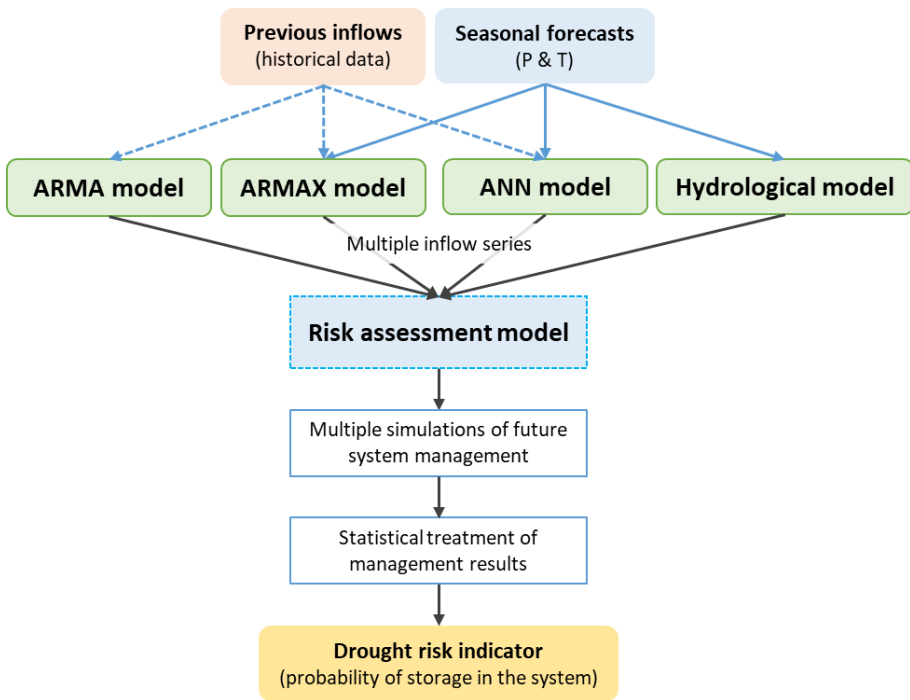 Previous inflows
(historical data)
Seasonal forecasts
(P & T)
ARMA model
ARMAX model
ANN model
Hydrological model
Multiple inflow series
Risk assessment model
Multiple simulations of future
system management
Statistical treatment of
management results
Drought risk indicator
(probability of storage in the system)